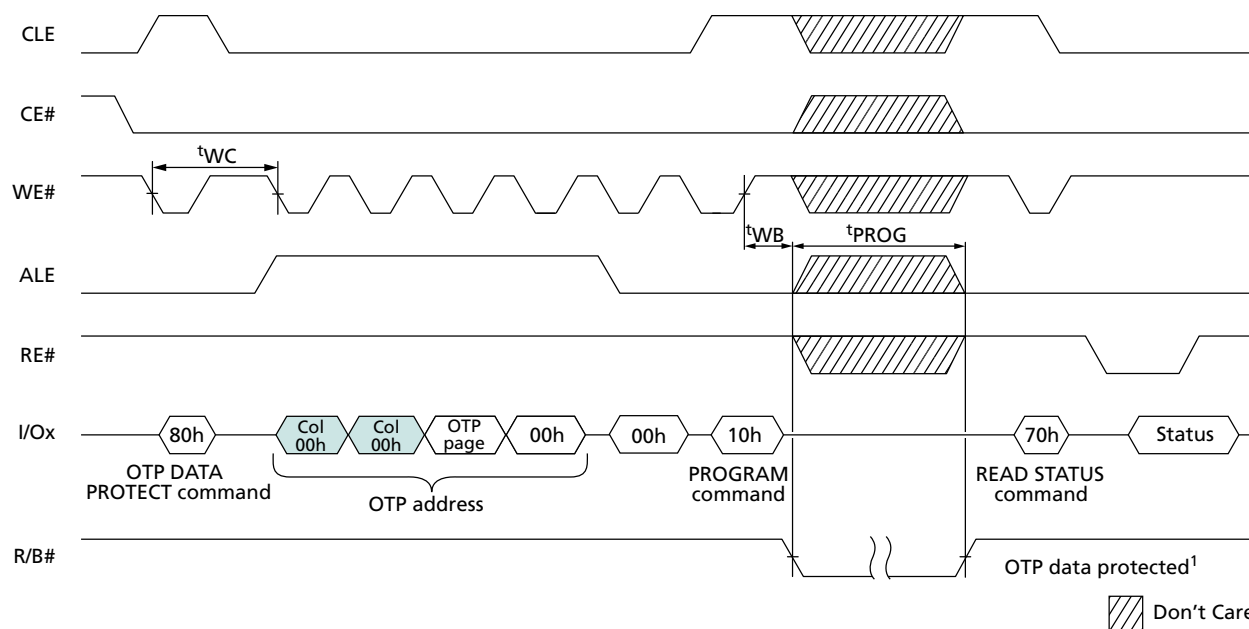 CLE
CE#
tWC
WE#
tWB
tPROG
ALE
RE#
I/Ox
80h
Col
00h
Col
00h
OTP
page
00h
00h
10h
70h
Status
OTP DATA
PROTECT command
OTP address
PROGRAM
command
READ STATUS
command
R/B#
OTP data protected1
Don't Care